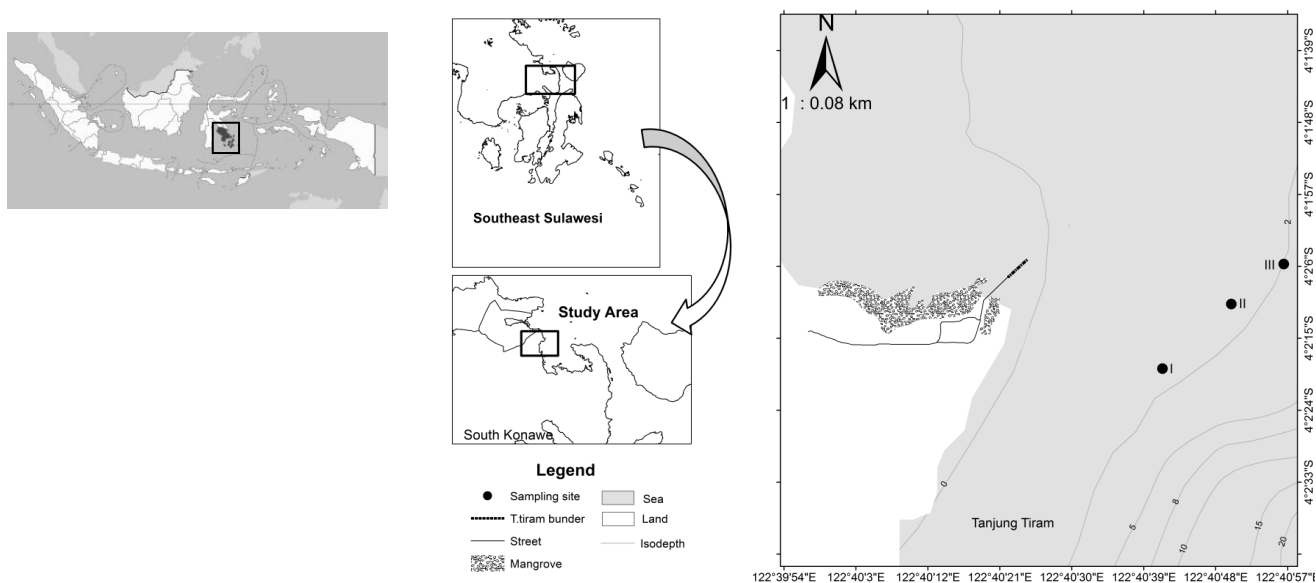 Southeast Sulawesi
Study Area
South Konawe
Legend
Sampling site
Sea
T.tiram bunder
Land
Street
Isodepth
Mangrove
N
1 : 0.08 km
III
II
I
2
0
5
8
10
15
20
Tanjung Tiram
4°1'39"S
4°1'48"S
4°1'57"S
4°2'6"S
4°2'15"S
4°2'24"S
4°2'33"S
122°39'54"E 122°40'3"E 122°40'12"E 122°40'21"E 122°40'30"E 122°40'39"E 122°40'48"E 122°40'57"E